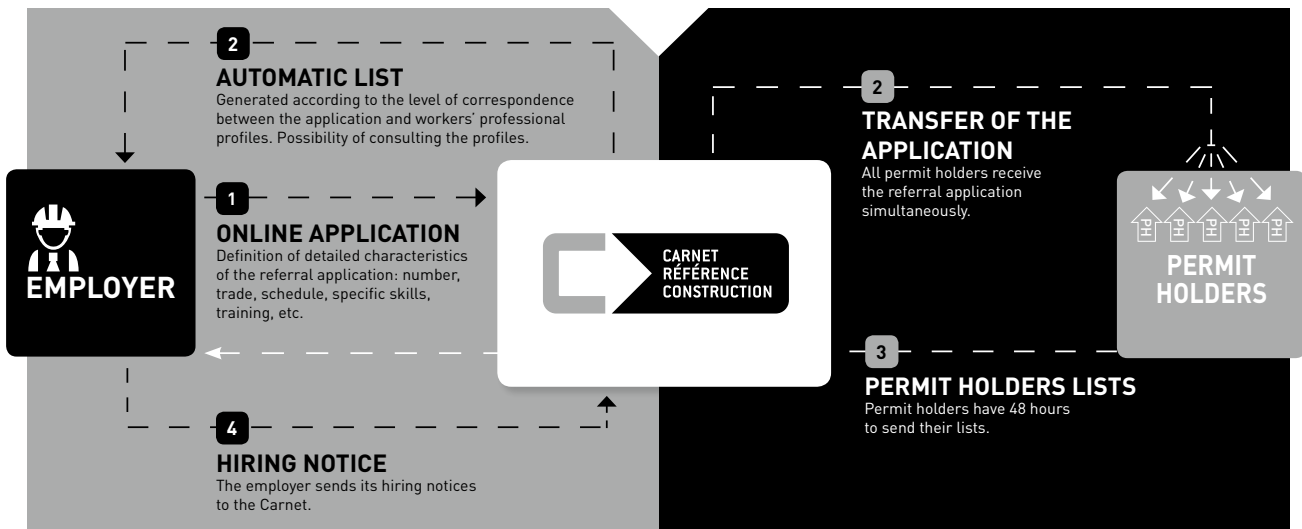 2
AUTOMATIC LIST
Generated according to the level of correspondence
between the application and workers' professional
profiles. Possibility of consulting the profiles.
1
ONLINE APPLICATION
Definition of detailed characteristics
of the referral application: number,
trade, schedule, specific skills,
training, etc.
EMPLOYER
4
HIRING NOTICE
The employer sends its hiring notices
to the Carnet.
CARNET
RÉFÉRENCE
CONSTRUCTION
2
TRANSFER OF THE
APPLICATION
All permit holders receive
the referral application
simultaneously.
PH PH PH PH PH
PERMIT
HOLDERS
3
PERMIT HOLDERS LISTS
Permit holders have 48 hours
to send their lists.